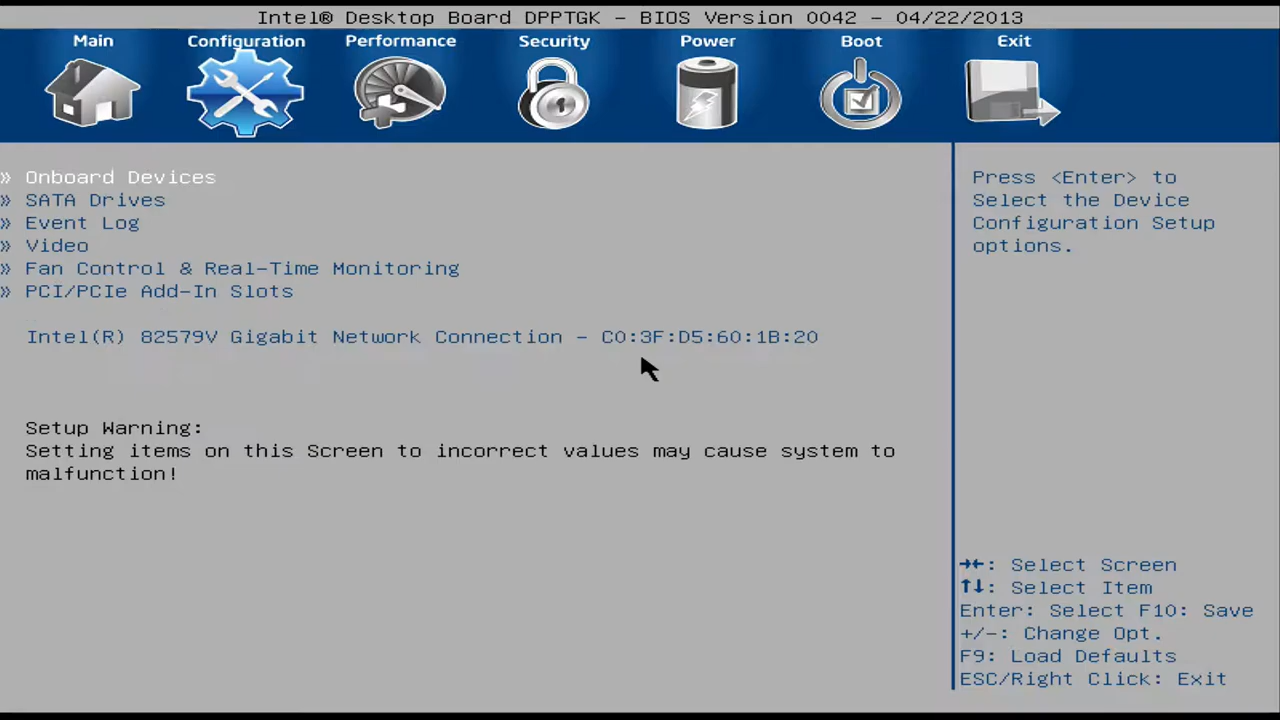 Intel® Desktop Board DPPTGK – BIOS Version 0042 – 04/22/2013
Main Configuration Performance Security Power Boot Exit
» Onboard Devices
» SATA Drives
» Event Log
» Video
» Fan Control & Real-Time Monitoring
» PCI/PCIe Add-In Slots
Intel(R) 82579V Gigabit Network Connection – C0:3F:D5:60:1B:20
Setup Warning:
Setting items on this Screen to incorrect values may cause system to
malfunction!
Press <Enter> to
Select the Device
Configuration Setup
options.
→←: Select Screen
↑↓: Select Item
Enter: Select F10: Save
+/-: Change Opt.
F9: Load Defaults
ESC/Right Click: Exit